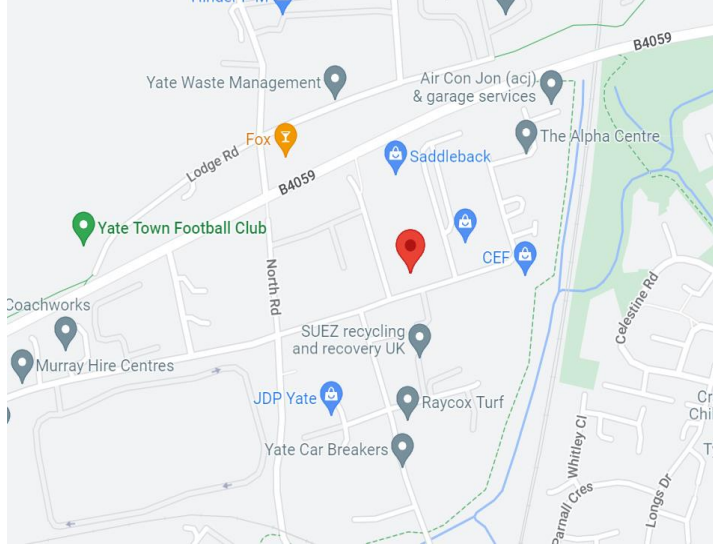 B4059
Yate Waste Management
Air Con Jon (acj)
& garage services
Fox
The Alpha Centre
Lodge Rd
Saddleback
B4059
Yate Town Football Club
CEF
North Rd
Celestine Rd
Coachworks
SUEZ recycling
and recovery UK
Murray Hire Centres
JDP Yate
Raycox Turf
Yate Car Breakers
Whitley Cl
Parnall Cres
Longs Dr